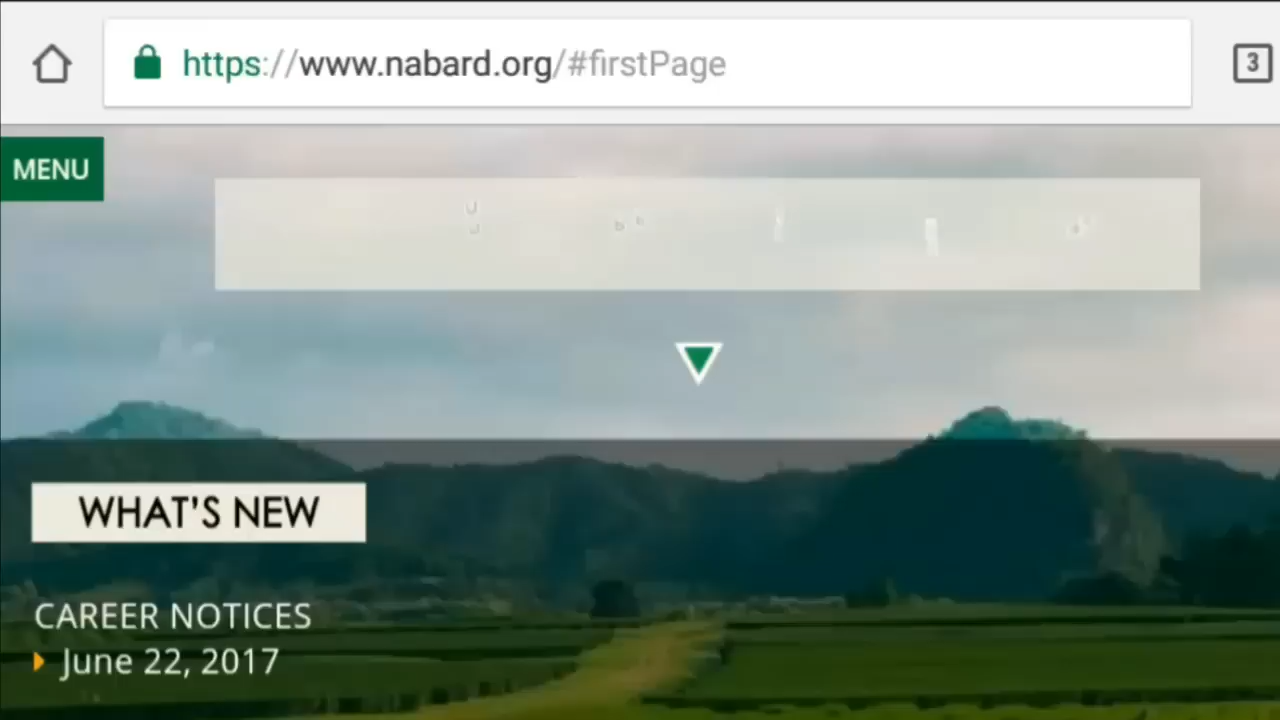 https://www.nabard.org/#firstPage
3
MENU
WHAT'S NEW
CAREER NOTICES
June 22, 2017